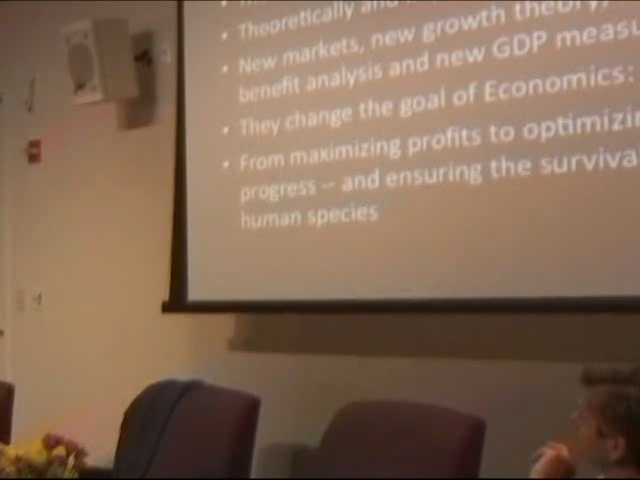 Theoretically and
New markets, new growth theory,
benefit analysis and new GDP measu
They change the goal of Economics:
From maximizing profits to optimizin
progress -- and ensuring the survival
human species